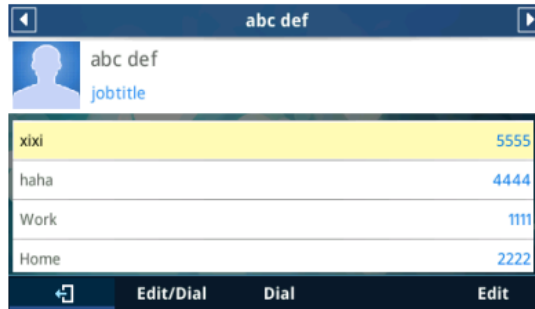 abc def
abc def
jobtitle
xixi 5555
haha 4444
Work 1111
Home 2222
Edit/Dial Dial Edit